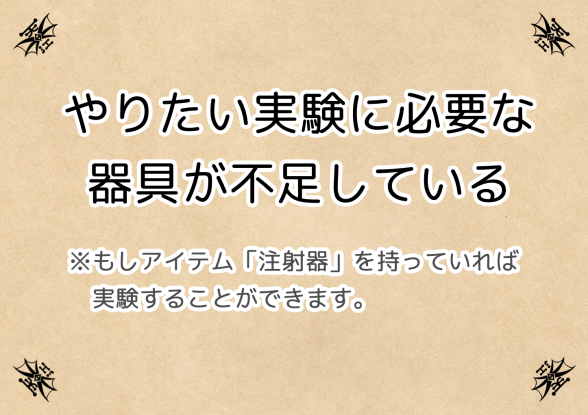 やりたい実験に必要な
器具が不足している
※もしアイテム「注射器」を持っていれば
実験することができます。